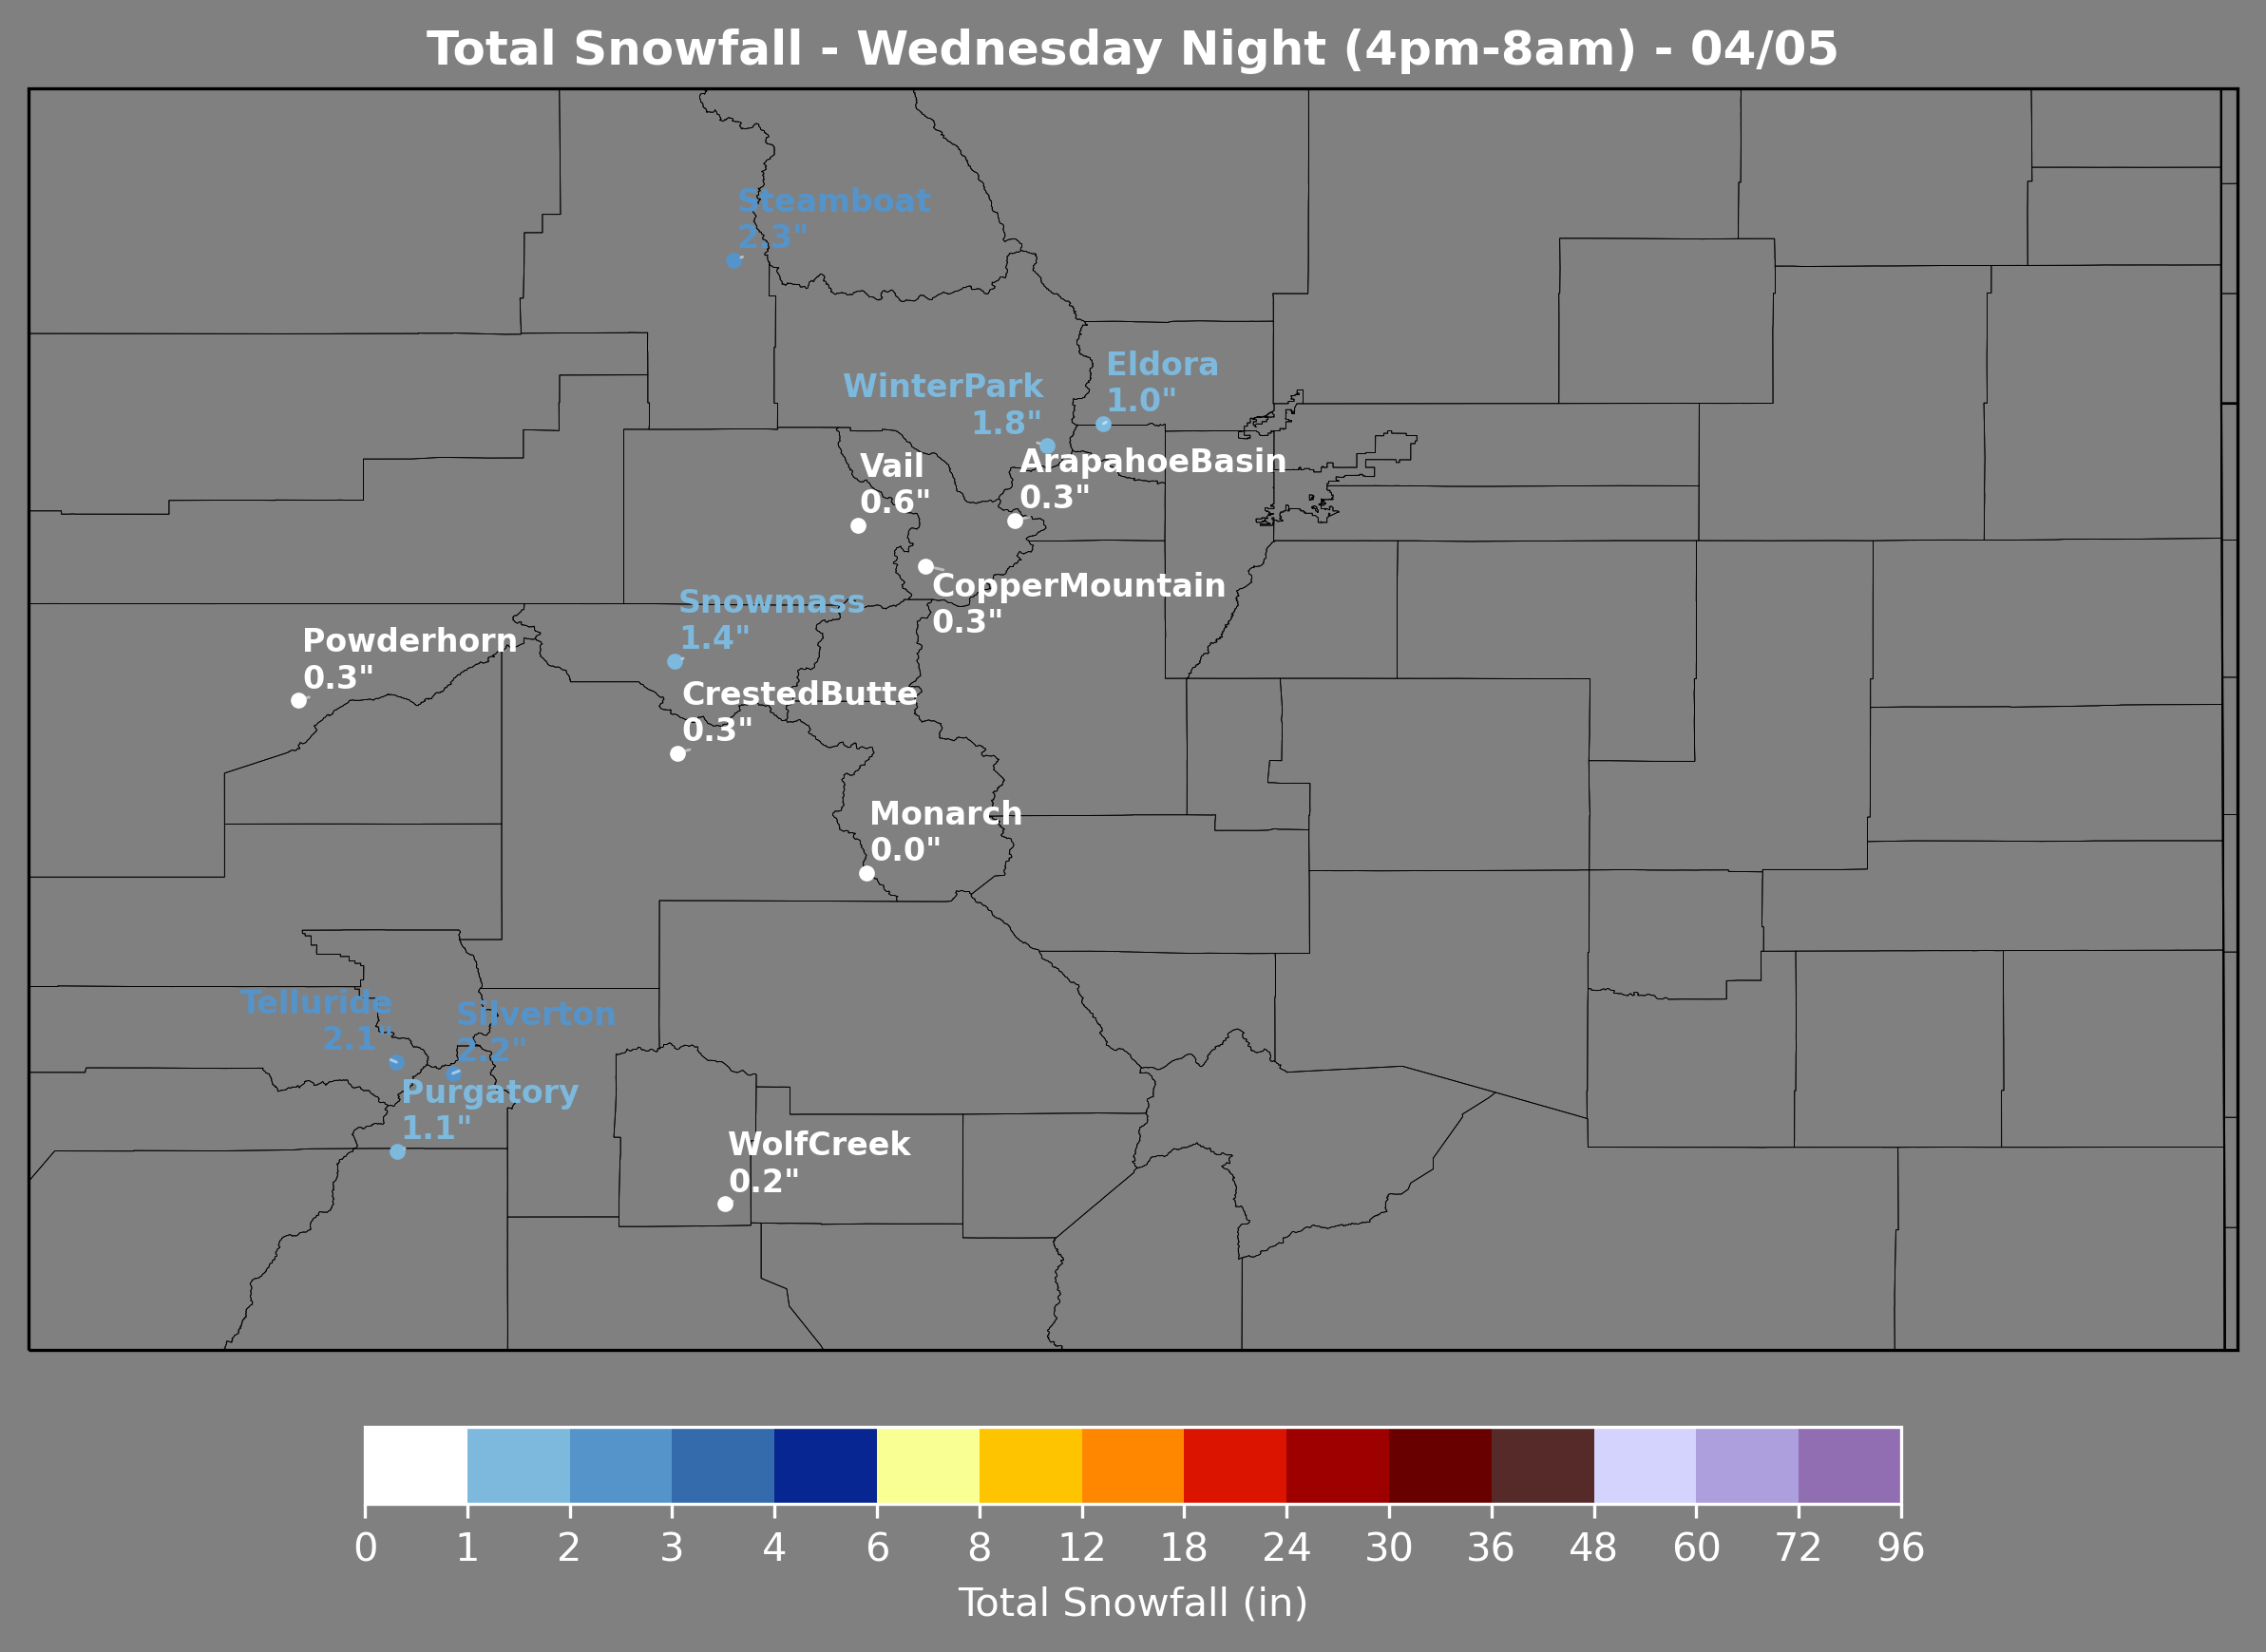 Total Snowfall - Wednesday Night (4pm-8am) - 04/05
Steamboat
2.3"
Eldora
1.0"
WinterPark
1.8"
ArapahoeBasin
0.3"
Vail
0.6"
CopperMountain
0.3"
Snowmass
1.4"
Powderhorn
0.3"
CrestedButte
0.3"
Monarch
0.0"
Telluride
2.1"
Silverton
2.2"
Purgatory
1.1"
WolfCreek
0.2"
0 1 2 3 4 6 8 12 18 24 30 36 48 60 72 96
Total Snowfall (in)